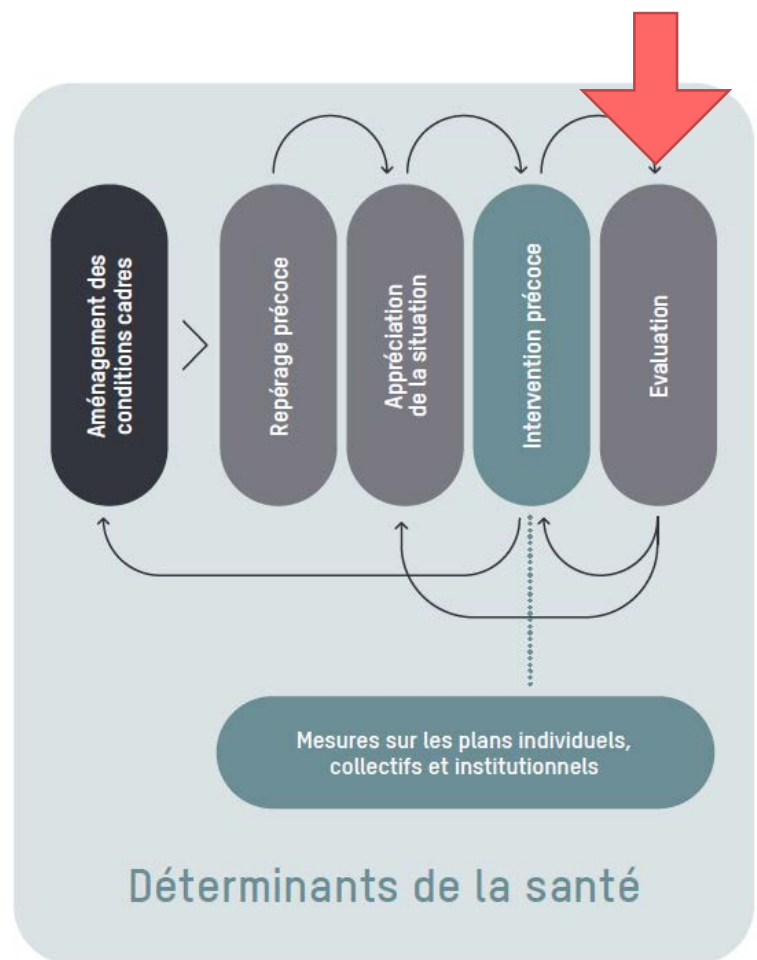 Aménagement des
conditions cadres
Repérage précoce
Appréciation
de la situation
Intervention précoce
Evaluation
Mesures sur les plans individuels,
collectifs et institutionnels
Déterminants de la santé